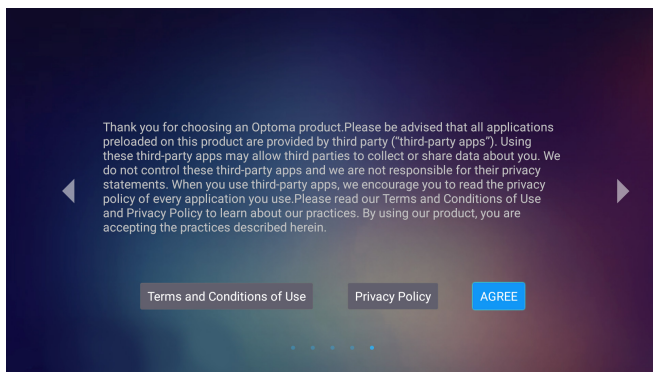 Thank you for choosing an Optoma product.Please be advised that all applications
preloaded on this product are provided by third party (“third-party apps”). Using
these third-party apps may allow third parties to collect or share data about you. We
do not control these third-party apps and we are not responsible for their privacy
statements. When you use third-party apps, we encourage you to read the privacy
policy of every application you use.Please read our Terms and Conditions of Use
and Privacy Policy to learn about our practices. By using our product, you are
accepting the practices described herein.
Terms and Conditions of Use Privacy Policy AGREE